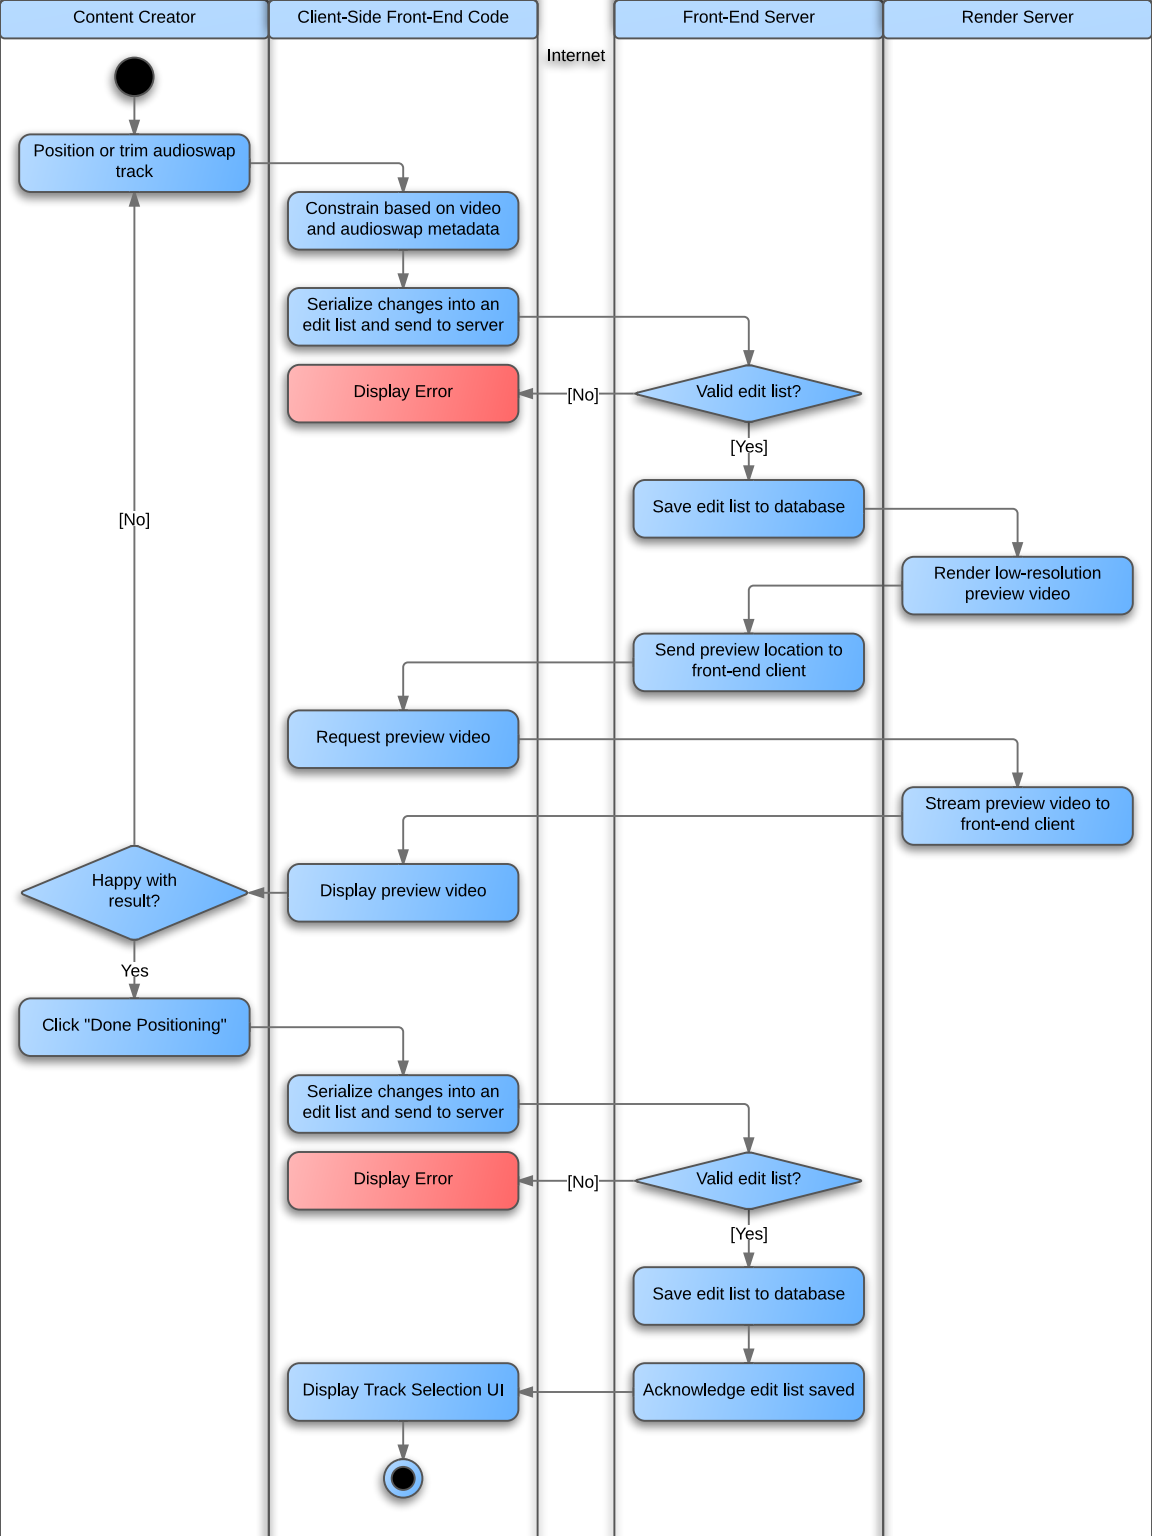 Content Creator
Client-Side Front-End Code
Front-End Server
Render Server
Internet
Position or trim audioswap
track
Constrain based on video
and audioswap metadata
Serialize changes into an
edit list and send to server
Display Error
[No]
Valid edit list?
[Yes]
Save edit list to database
[No]
Render low-resolution
preview video
Send preview location to
front-end client
Request preview video
Stream preview video to
front-end client
Happy with
result?
Display preview video
Yes
Click "Done Positioning"
Serialize changes into an
edit list and send to server
Display Error
[No]
Valid edit list?
[Yes]
Save edit list to database
Display Track Selection UI
Acknowledge edit list saved